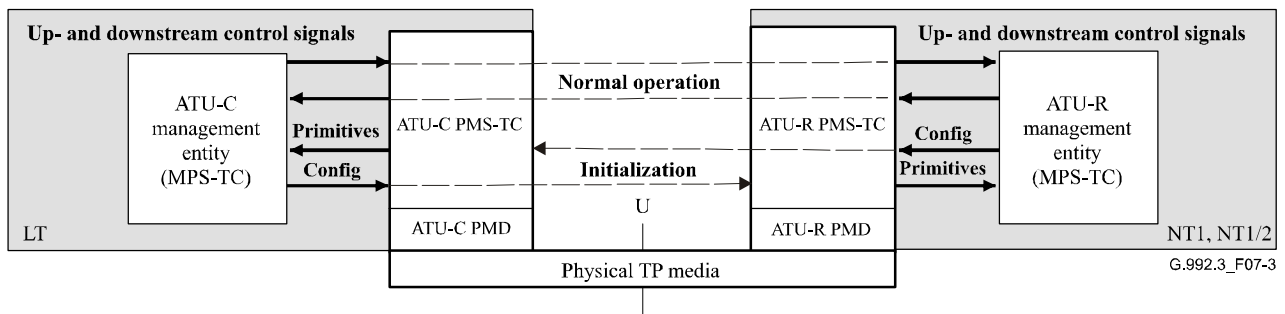 Up- and downstream control signals
ATU-C
management
entity
(MPS-TC)
Primitives
Config
ATU-C PMS-TC
ATU-C PMD
LT
Normal operation
Initialization
U
Physical TP media
Up- and downstream control signals
ATU-R PMS-TC
ATU-R PMD
Config
Primitives
ATU-R
management
entity
(MPS-TC)
NT1, NT1/2
G.992.3_F07-3